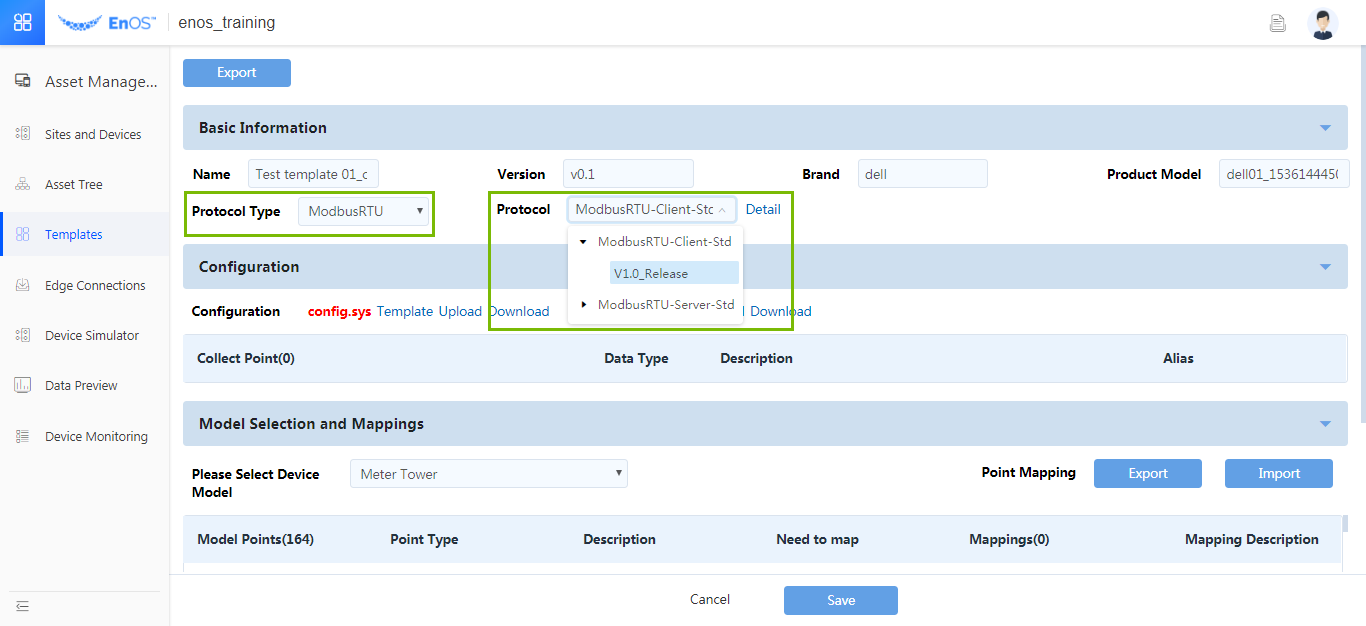 EnOS™ enos_training
Asset Manage...
Sites and Devices
Asset Tree
Templates
Edge Connections
Device Simulator
Data Preview
Device Monitoring
Export
Basic Information
Name Test template 01_c Version v0.1 Brand dell Product Model dell01_1536144450
Protocol Type ModbusRTU Protocol ModbusRTU-Client-Stc Detail
ModbusRTU-Client-Std
V1.0_Release
ModbusRTU-Server-Std
Configuration
Configuration config.sys Template Upload Download Download
Collect Point(0) Data Type Description Alias
Model Selection and Mappings
Please Select Device Meter Tower Point Mapping Export Import
Model
Model Points(164) Point Type Description Need to map Mappings(0) Mapping Description
Cancel Save